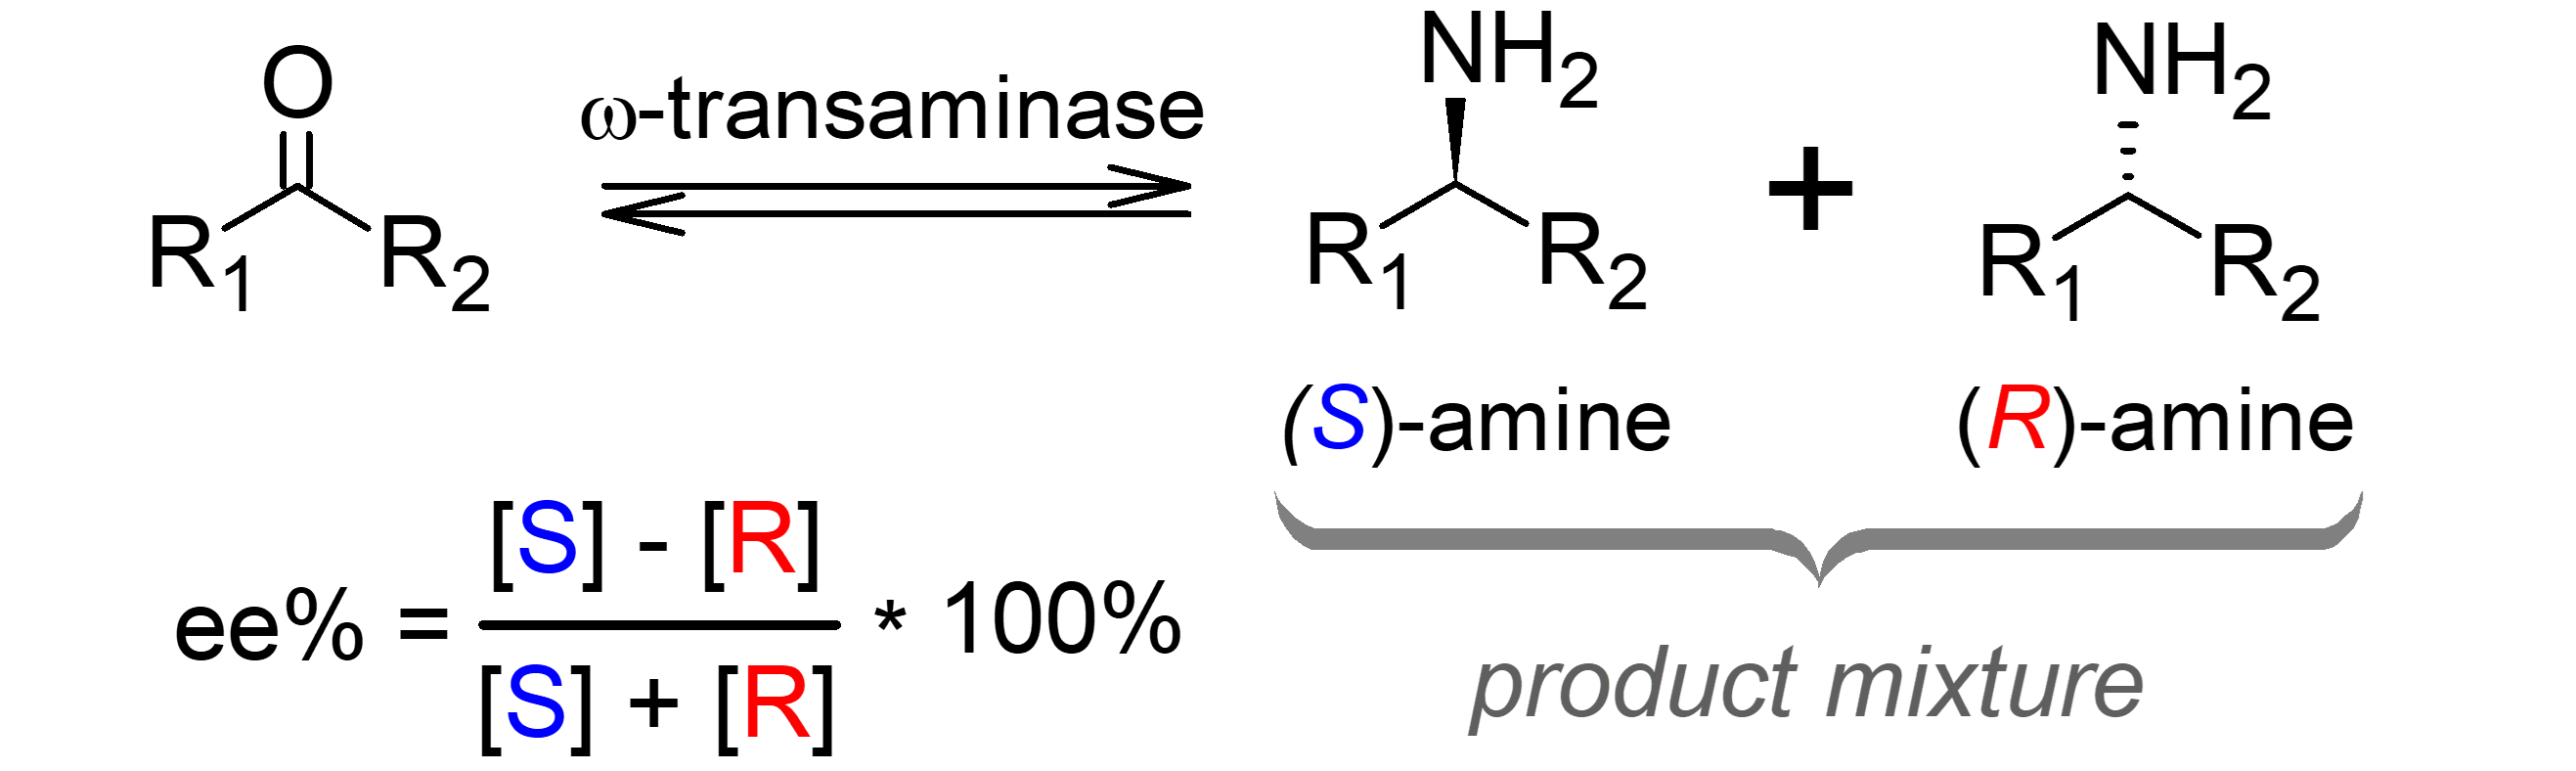 O
R1 R2
ω-transaminase
NH2
R1 R2
+
NH2
R1 R2
(S)-amine
(R)-amine
ee% = [S] - [R] / [S] + [R] * 100%
product mixture